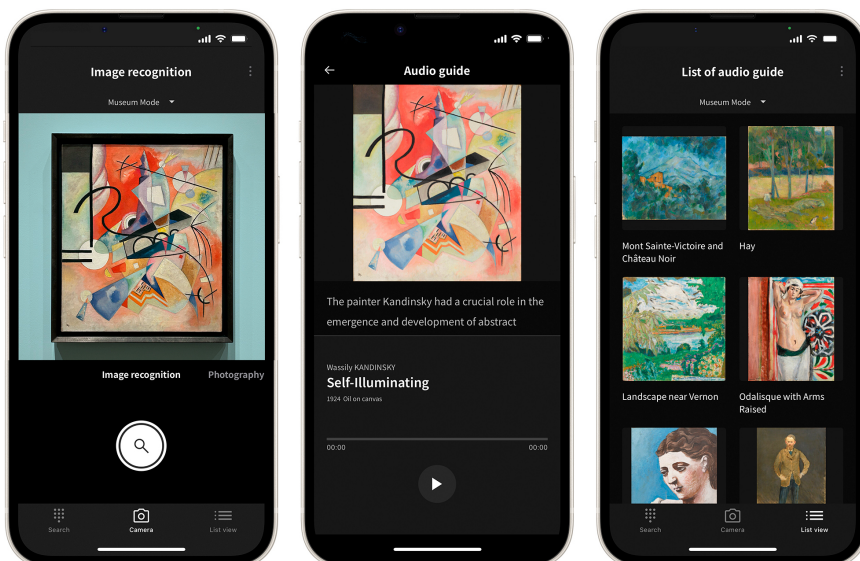 Image recognition
Museum Mode
Image recognition
Photography
Search
Camera
List view
Audio guide
The painter Kandinsky had a crucial role in the
emergence and development of abstract
Wassily KANDINSKY
Self-Illuminating
1924 Oil on canvas
00:00
00:00
List of audio guide
Museum Mode
Mont Sainte-Victoire and
Château Noir
Hay
Landscape near Vernon
Odalisque with Arms
Raised
Search
Camera
List view